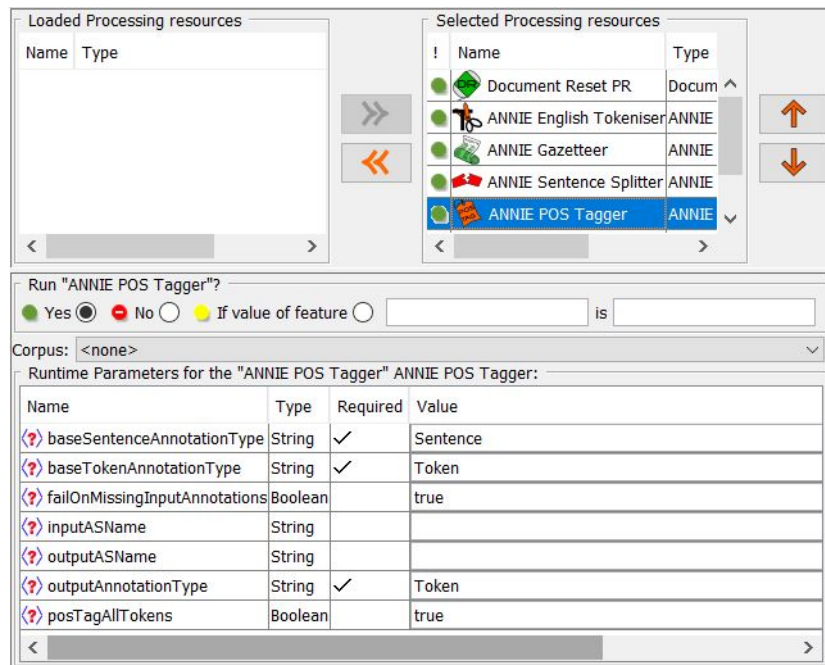 Loaded Processing resources
Name Type
Selected Processing resources
! Name Type
Document Reset PR Docum
ANNIE English Tokeniser ANNIE
ANNIE Gazetteer ANNIE
ANNIE Sentence Splitter ANNIE
ANNIE POS Tagger ANNIE
Run "ANNIE POS Tagger"?
Yes No If value of feature is
Corpus: <none>
Runtime Parameters for the "ANNIE POS Tagger" ANNIE POS Tagger:
Name Type Required Value
<?> baseSentenceAnnotationType String ✓ Sentence
<?> baseTokenAnnotationType String ✓ Token
<?> failOnMissingInputAnnotations Boolean true
<?> inputASName String
<?> outputASName String
<?> outputAnnotationType String ✓ Token
<?> posTagAllTokens Boolean true